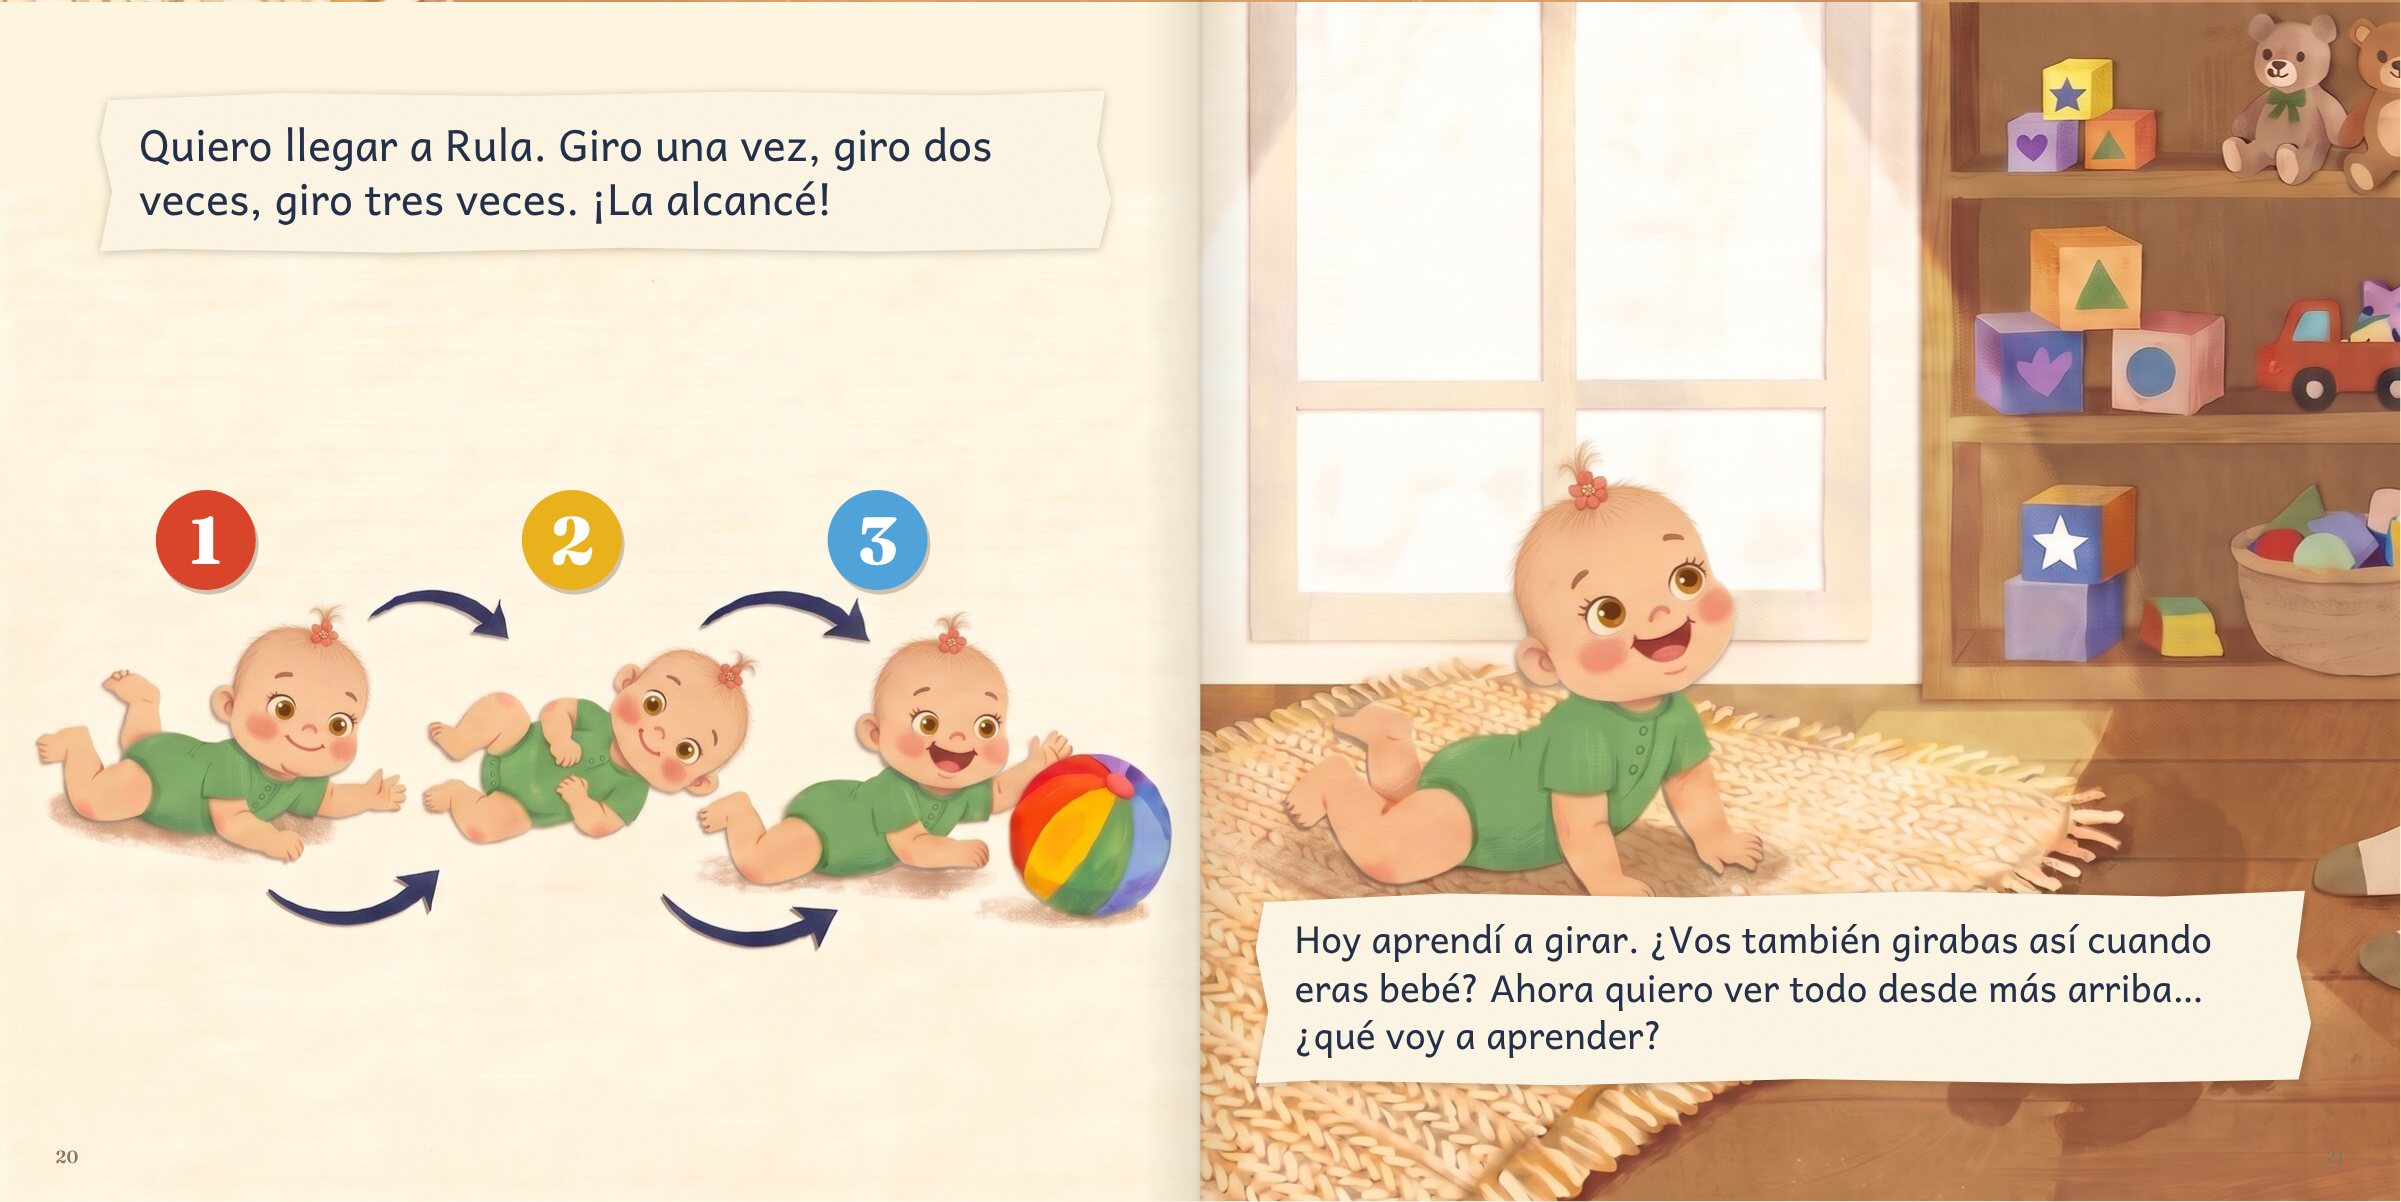 Quiero llegar a Rula. Giro una vez, giro dos
veces, giro tres veces. ¡La alcancé!
1
2
3
20
Hoy aprendí a girar. ¿Vos también girabas así cuando
eras bebé? Ahora quiero ver todo desde más arriba...
¿qué voy a aprender?
21